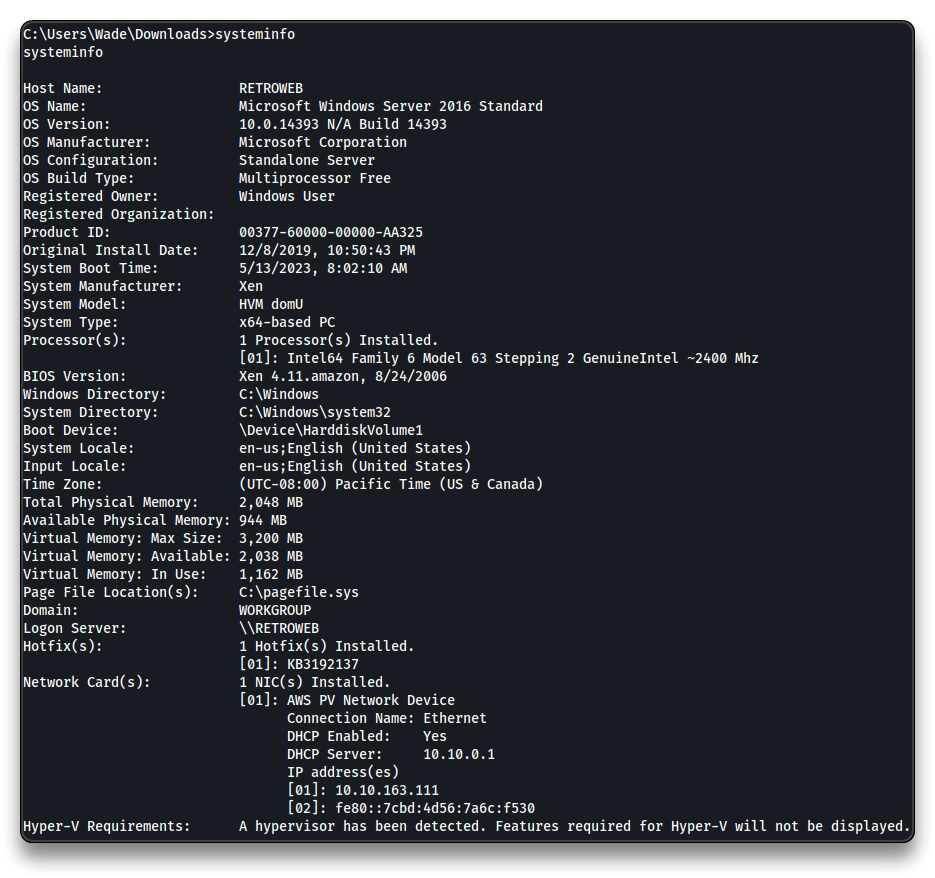 C:\Users\Wade\Downloads>systeminfo
systeminfo

Host Name:                 RETROWEB
OS Name:                   Microsoft Windows Server 2016 Standard
OS Version:                10.0.14393 N/A Build 14393
OS Manufacturer:           Microsoft Corporation
OS Configuration:          Standalone Server
OS Build Type:             Multiprocessor Free
Registered Owner:          Windows User
Registered Organization:
Product ID:                00377-60000-00000-AA325
Original Install Date:     12/8/2019, 10:50:43 PM
System Boot Time:          5/13/2023, 8:02:10 AM
System Manufacturer:       Xen
System Model:              HVM domU
System Type:               x64-based PC
Processor(s):              1 Processor(s) Installed.
                           [01]: Intel64 Family 6 Model 63 Stepping 2 GenuineIntel ~2400 Mhz
BIOS Version:              Xen 4.11.amazon, 8/24/2006
Windows Directory:         C:\Windows
System Directory:          C:\Windows\system32
Boot Device:               \Device\HarddiskVolume1
System Locale:             en-us;English (United States)
Input Locale:              en-us;English (United States)
Time Zone:                 (UTC-08:00) Pacific Time (US & Canada)
Total Physical Memory:     2,048 MB
Available Physical Memory: 944 MB
Virtual Memory: Max Size:  3,200 MB
Virtual Memory: Available: 2,038 MB
Virtual Memory: In Use:    1,162 MB
Page File Location(s):     C:\pagefile.sys
Domain:                    WORKGROUP
Logon Server:              \\RETROWEB
Hotfix(s):                 1 Hotfix(s) Installed.
                           [01]: KB3192137
Network Card(s):           1 NIC(s) Installed.
                           [01]: AWS PV Network Device
                                 Connection Name: Ethernet
                                 DHCP Enabled:    Yes
                                 DHCP Server:     10.10.0.1
                                 IP address(es)
                                 [01]: 10.10.163.111
                                 [02]: fe80::7cbd:4d56:7a6c:f530
Hyper-V Requirements:      A hypervisor has been detected. Features required for Hyper-V will not be displayed.